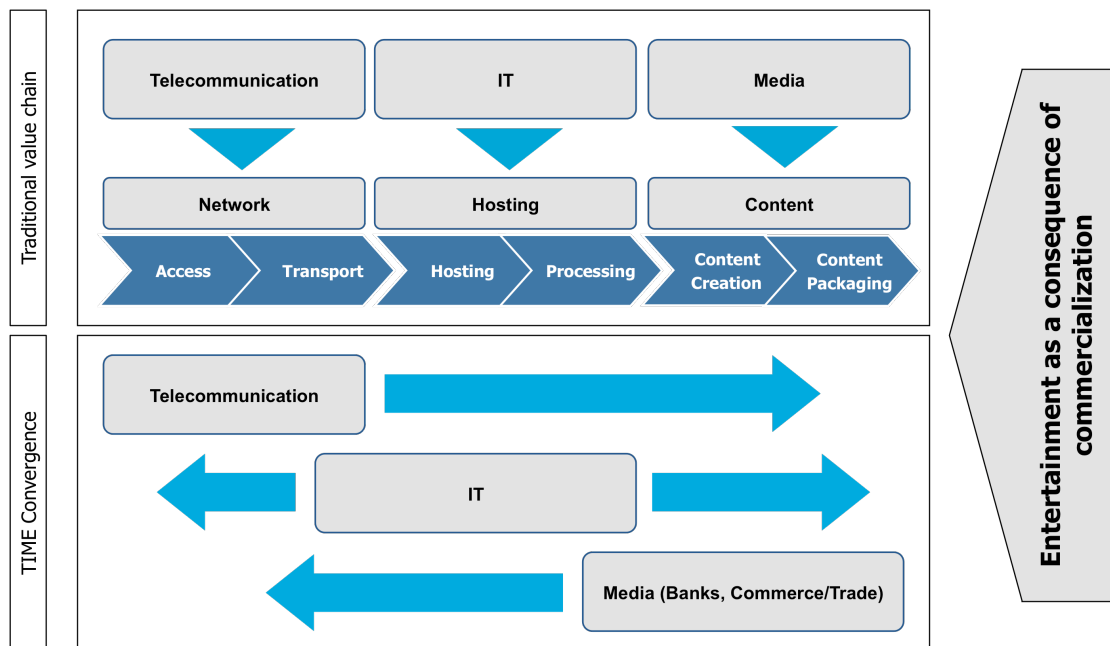 Traditional value chain
Telecommunication
IT
Media
Network
Hosting
Content
Access
Transport
Hosting
Processing
Content
Creation
Content
Packaging
TIME Convergence
Telecommunication
IT
Media (Banks, Commerce/Trade)
Entertainment as a consequence of
commercialization